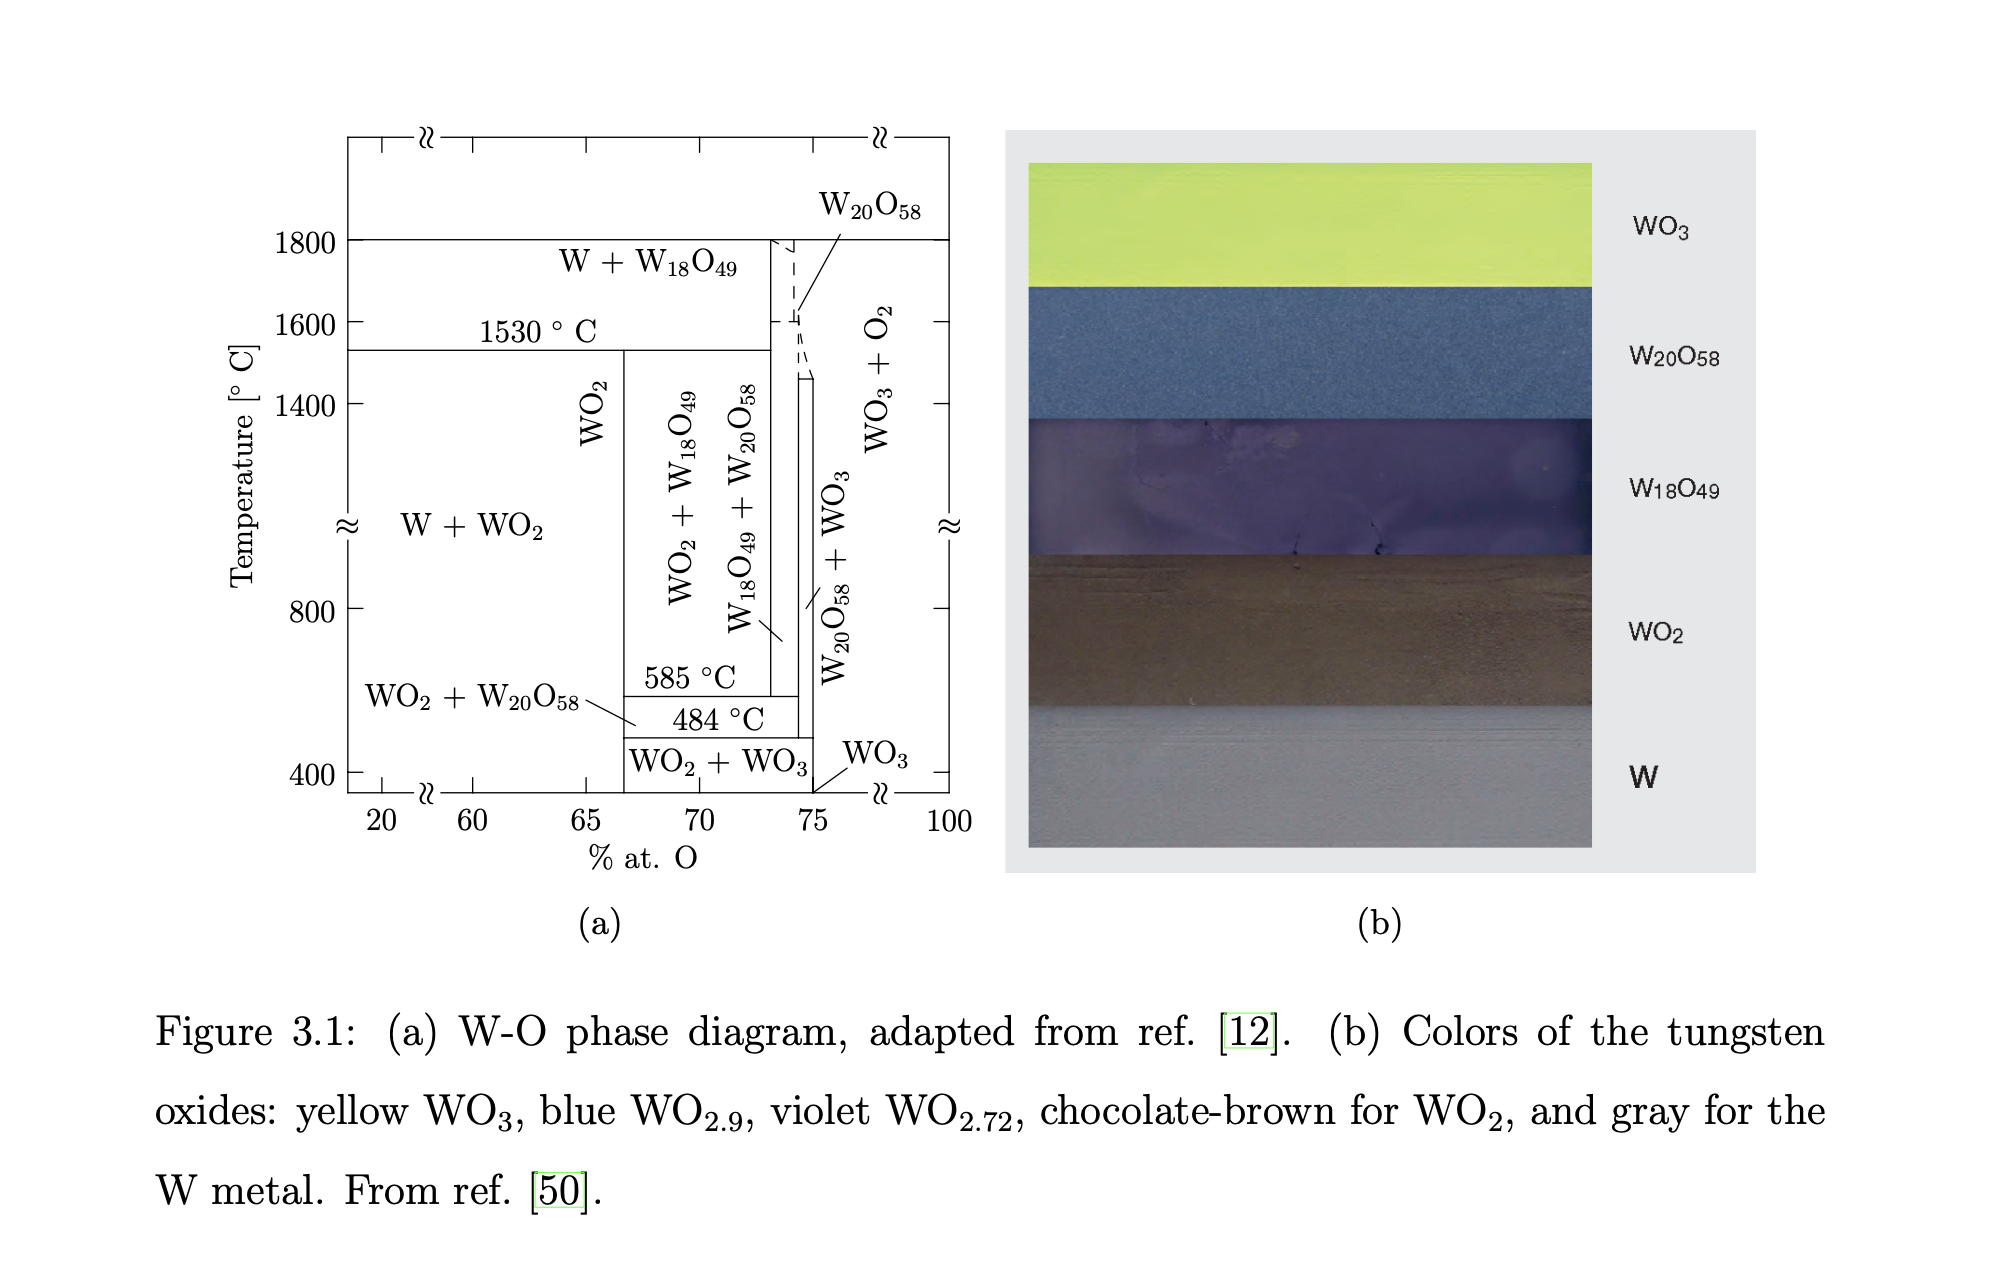 W₂₀O₅₈
1800
W + W₁₈O₄₉
1600
1530 ° C
1400
WO₂
WO₂ + W₁₈O₄₉
W₁₈O₄₉ + W₂₀O₅₈
WO₃ + O₂
Temperature [° C]
W + WO₂
W₂₀O₅₈ + WO₃
800
585 °C
WO₂ + W₂₀O₅₈
484 °C
WO₂ + WO₃
WO₃
400
20 60 65 70 75 100
% at. O
(a)
WO₃
W₂₀O₅₈
W₁₈O₄₉
WO₂
W
(b)
Figure 3.1: (a) W-O phase diagram, adapted from ref. [12]. (b) Colors of the tungsten
oxides: yellow WO₃, blue WO₂.₉, violet WO₂.₇₂, chocolate-brown for WO₂, and gray for the
W metal. From ref. [50].